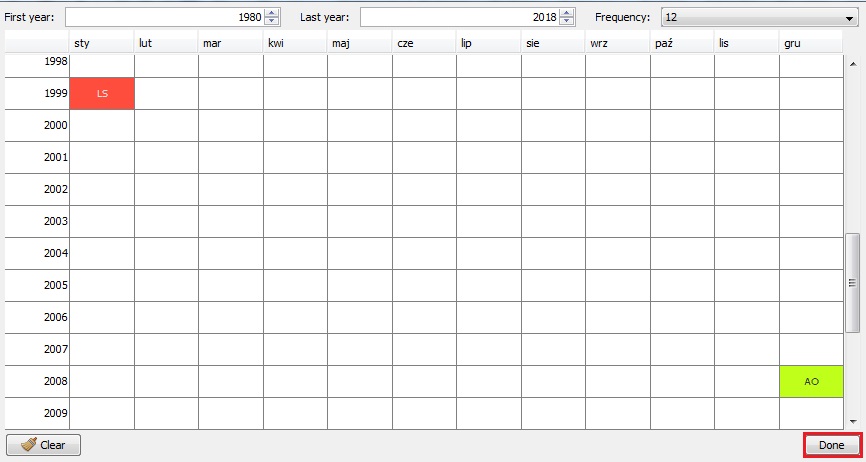 First year: 1980 Last year: 2018 Frequency: 12
sty lut mar kwi maj cze lip sie wrz paź lis gru
1998
1999 LS
2000
2001
2002
2003
2004
2005
2006
2007
2008 AO
2009
Clear Done